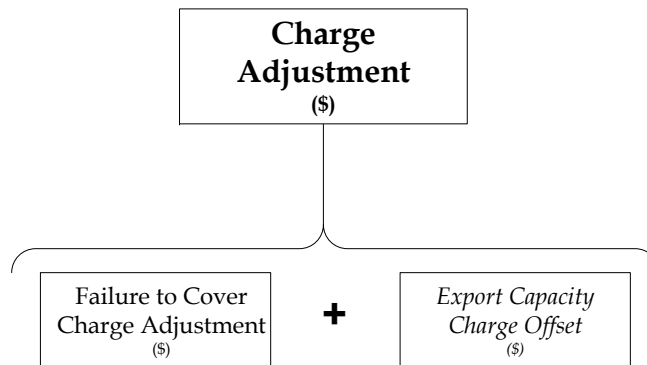 Charge
Adjustment
($)
Failure to Cover
Charge Adjustment
($)
+
Export Capacity
Charge Offset
($)